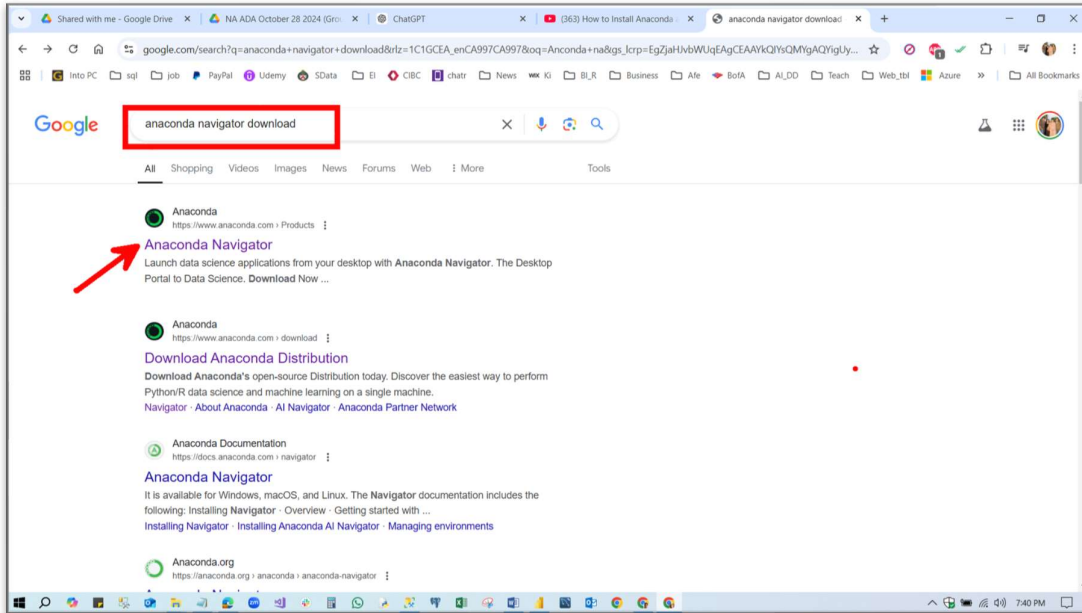 Shared with me - Google Drive
NA ADA October 28 2024 (Gro
ChatGPT
(363) How to Install Anaconda
anaconda navigator download
google.com/search?q=anaconda+navigator+download&rlz=1C1GCEA_enCA997CA997&oq=Anconda+na&gs_lcrp=EgZjaHJvbWUqEAgCEAAYkQIYsQMYgAQYigUy...
Into PC
sql
job
PayPal
Udemy
SData
EI
CIBC
chatr
News
Ki
BI_R
Business
Afe
BofA
AI_DD
Teach
Web_tbl
Azure
All Bookmarks
Google
anaconda navigator download
All Shopping Videos Images News Forums Web More Tools
Anaconda
https://www.anaconda.com › Products
Anaconda Navigator
Launch data science applications from your desktop with Anaconda Navigator. The Desktop
Portal to Data Science. Download Now ...
Anaconda
https://www.anaconda.com › download
Download Anaconda Distribution
Download Anaconda's open-source Distribution today. Discover the easiest way to perform
Python/R data science and machine learning on a single machine.
Navigator · About Anaconda · AI Navigator · Anaconda Partner Network
Anaconda Documentation
https://docs.anaconda.com › navigator
Anaconda Navigator
It is available for Windows, macOS, and Linux. The Navigator documentation includes the
following: Installing Navigator · Overview · Getting started with ...
Installing Navigator · Installing Anaconda AI Navigator · Managing environments
Anaconda.org
https://anaconda.org › anaconda › anaconda-navigator
7:40 PM